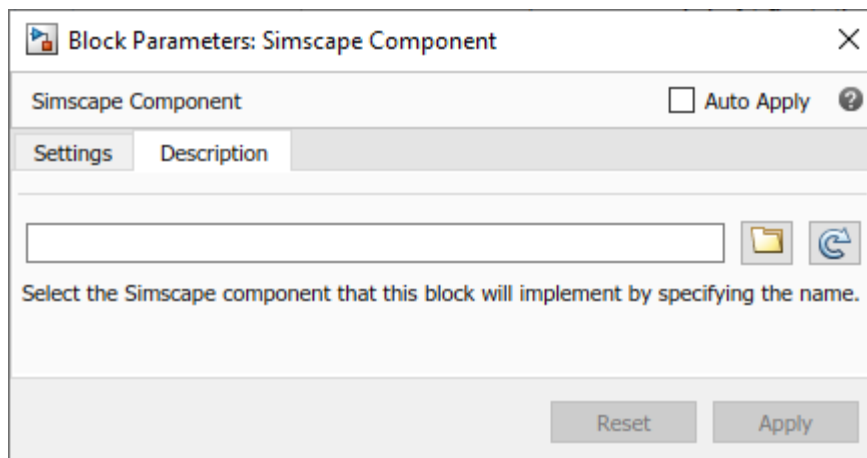 Block Parameters: Simscape Component
Simscape Component
Auto Apply
Settings
Description
Select the Simscape component that this block will implement by specifying the name.
Reset
Apply